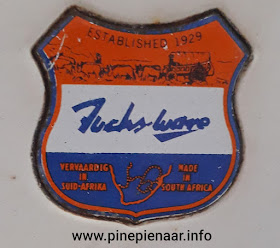 ESTABLISHED 1929
Fuchs-Ware
VERVAARDIG
IN
SUID-AFRIKA
MADE
IN
SOUTH AFRICA
www.pinepienaar.info